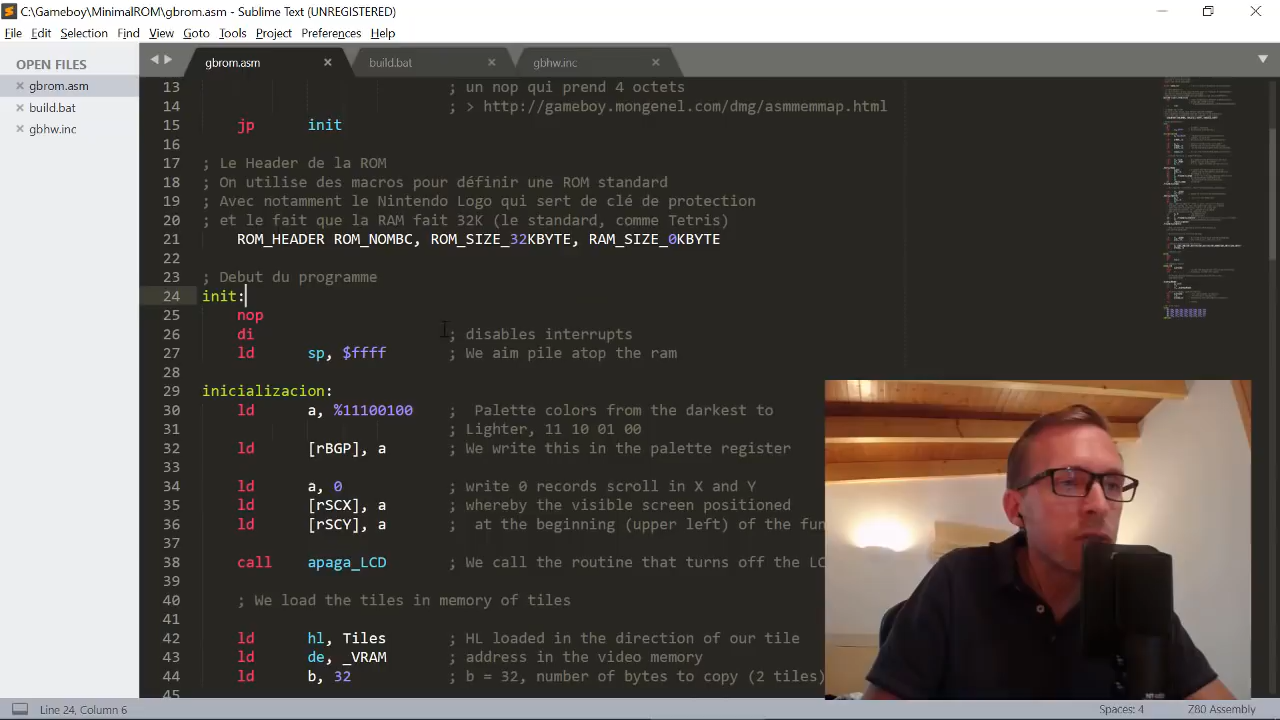 C:\Gameboy\MinimalROM\gbrom.asm - Sublime Text (UNREGISTERED)
File Edit Selection Find View Goto Tools Project Preferences Help
OPEN FILES
gbrom.asm
build.bat
gbhw.inc
gbrom.asm × build.bat × gbhw.inc ×
13 ; un nop qui prend 4 octets
14 ; //gameboy.mongenel.com/dmg/asmmemmap.html
15 jp init
16
17 ; Le Header de la ROM
18 ; On utilise des macros pour définir une ROM standard
19 ; Avec notamment le Nintendo Logo qui sert de clé de protection
20 ; et le fait que la RAM fait 32Ko en standard, comme Tetris)
21 ROM_HEADER ROM_NOMBC, ROM_SIZE_32KBYTE, RAM_SIZE_0KBYTE
22
23 ; Debut du programme
24 init:
25 nop
26 di ; disables interrupts
27 ld sp, $ffff ; We aim pile atop the ram
28
29 inicializacion:
30 ld a, %11100100 ; Palette colors from the darkest to
31 ; Lighter, 11 10 01 00
32 ld [rBGP], a ; We write this in the palette register
33
34 ld a, 0 ; write 0 records scroll in X and Y
35 ld [rSCX], a ; whereby the visible screen positioned
36 ld [rSCY], a ; at the beginning (upper left) of the fun
37
38 call apaga_LCD ; We call the routine that turns off the LC
39
40 ; We load the tiles in memory of tiles
41
42 ld hl, Tiles ; HL loaded in the direction of our tile
43 ld de, _VRAM ; address in the video memory
44 ld b, 32 ; b = 32, number of bytes to copy (2 tiles)
45
Line 24, Column 6 Spaces: 4 Z80 Assembly